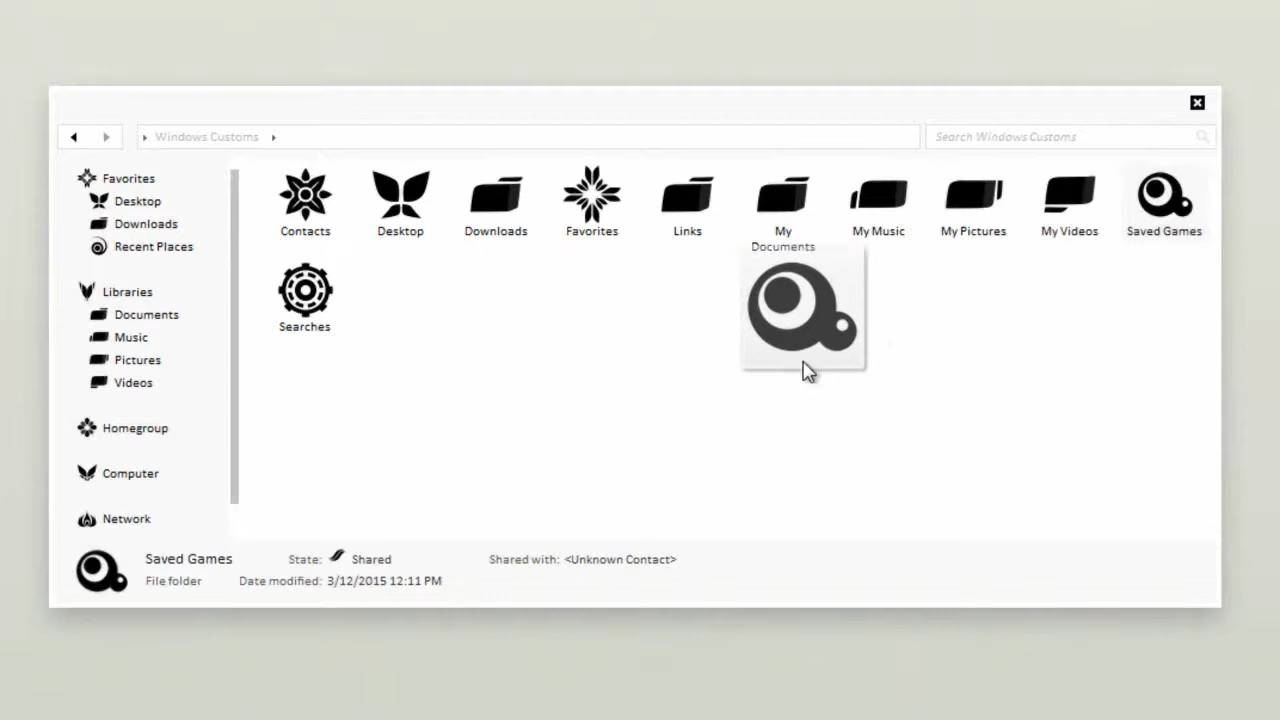 Windows Customs
Search Windows Customs
Favorites
Desktop
Downloads
Recent Places
Libraries
Documents
Music
Pictures
Videos
Homegroup
Computer
Network
Contacts
Desktop
Downloads
Favorites
Links
My
Documents
My Music
My Pictures
My Videos
Saved Games
Searches
Saved Games
State: Shared
Shared with: <Unknown Contact>
File folder
Date modified: 3/12/2015 12:11 PM